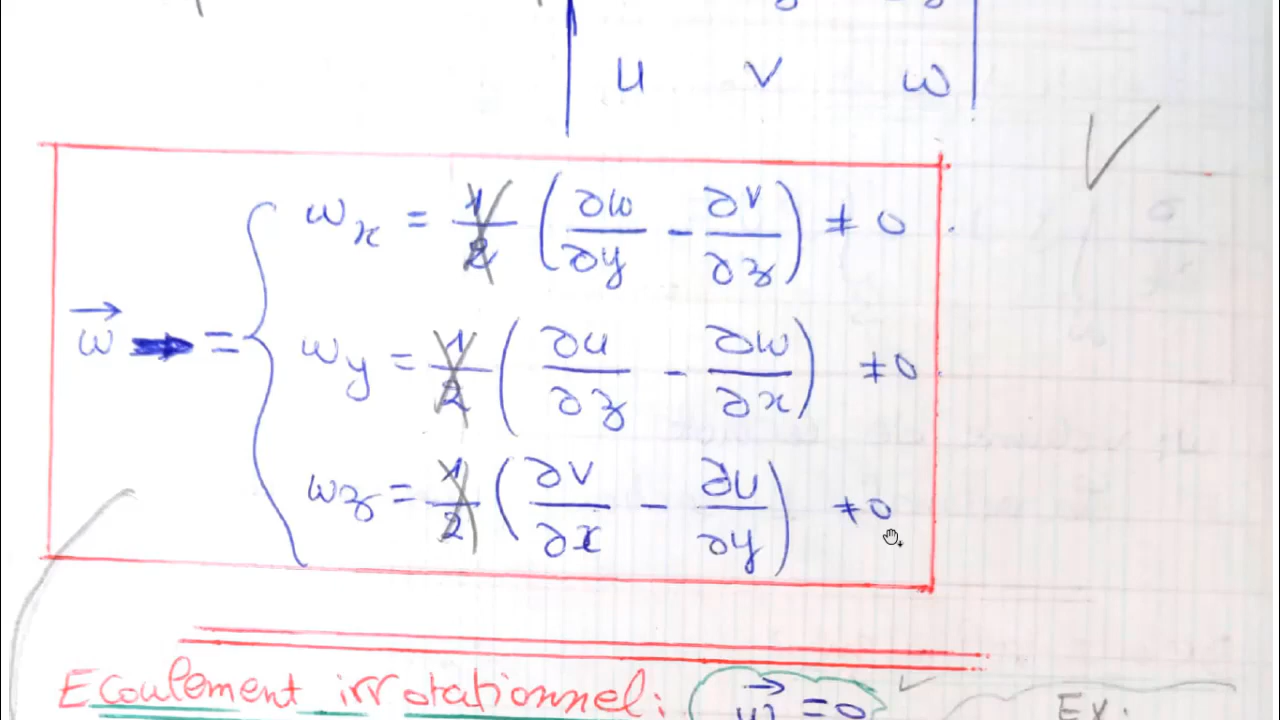 u v w
ωx = 1/2 (∂w/∂y - ∂v/∂z) ≠ 0
ω⃗ = { ωy = 1/2 (∂u/∂z - ∂w/∂x) ≠ 0
ωz = 1/2 (∂v/∂x - ∂u/∂y) ≠ 0
Ecoulement irrotationnel: ω⃗ = 0 Ex: